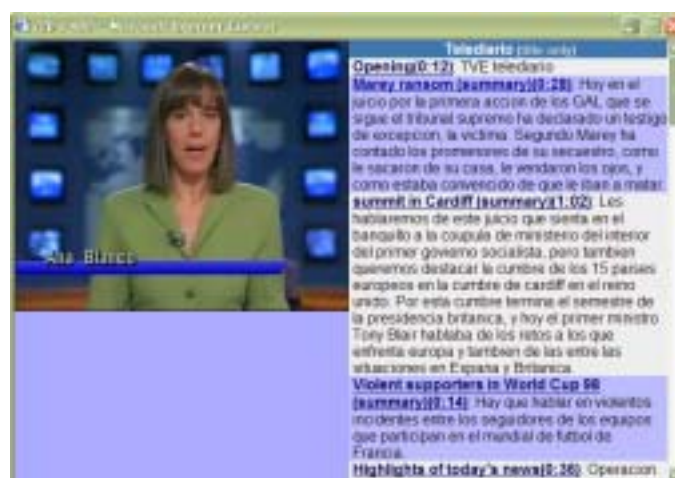 Ana Blanco
Telediario (title only)
Opening(0:12): TVE telediario
Marey ransom (summary)(0:28): Hoy en el
juicio por la primera accion de los GAL que se
sigue el tribunal supremo ha declarado un testigo
de excepcion, la victima. Segundo Marey ha
contado los promenores de su secuestro, como
le sacaron de su casa, le vendaron los ojos, y
como estaba convencido de que le iban a matar.
summit in Cardiff (summary)(1:02): Les
hablaremos de este juicio que sienta en el
banquillo a la coupula de ministerio del interior
del primer governo socialista, pero tambien
queremos destacar la cumbre de los 15 paises
europeos en la cumbre de cardiff en el reino
unido. Por esta cumbre termina el semestre de
la presidencia britanica, y hoy el primer ministro
Tony Blair hablaba de los retos a los que
enfrenta europa y tambien de las entre las
situaciones en España y Britanica.
Violent supporters in World Cup 98
(summary)(0:14): Hay que hablar en violentos
incidentes entre los seguidores de los equipos
que participan en el mundial de futbol de
Francia.
Highlights of today's news(0:36): Operacion